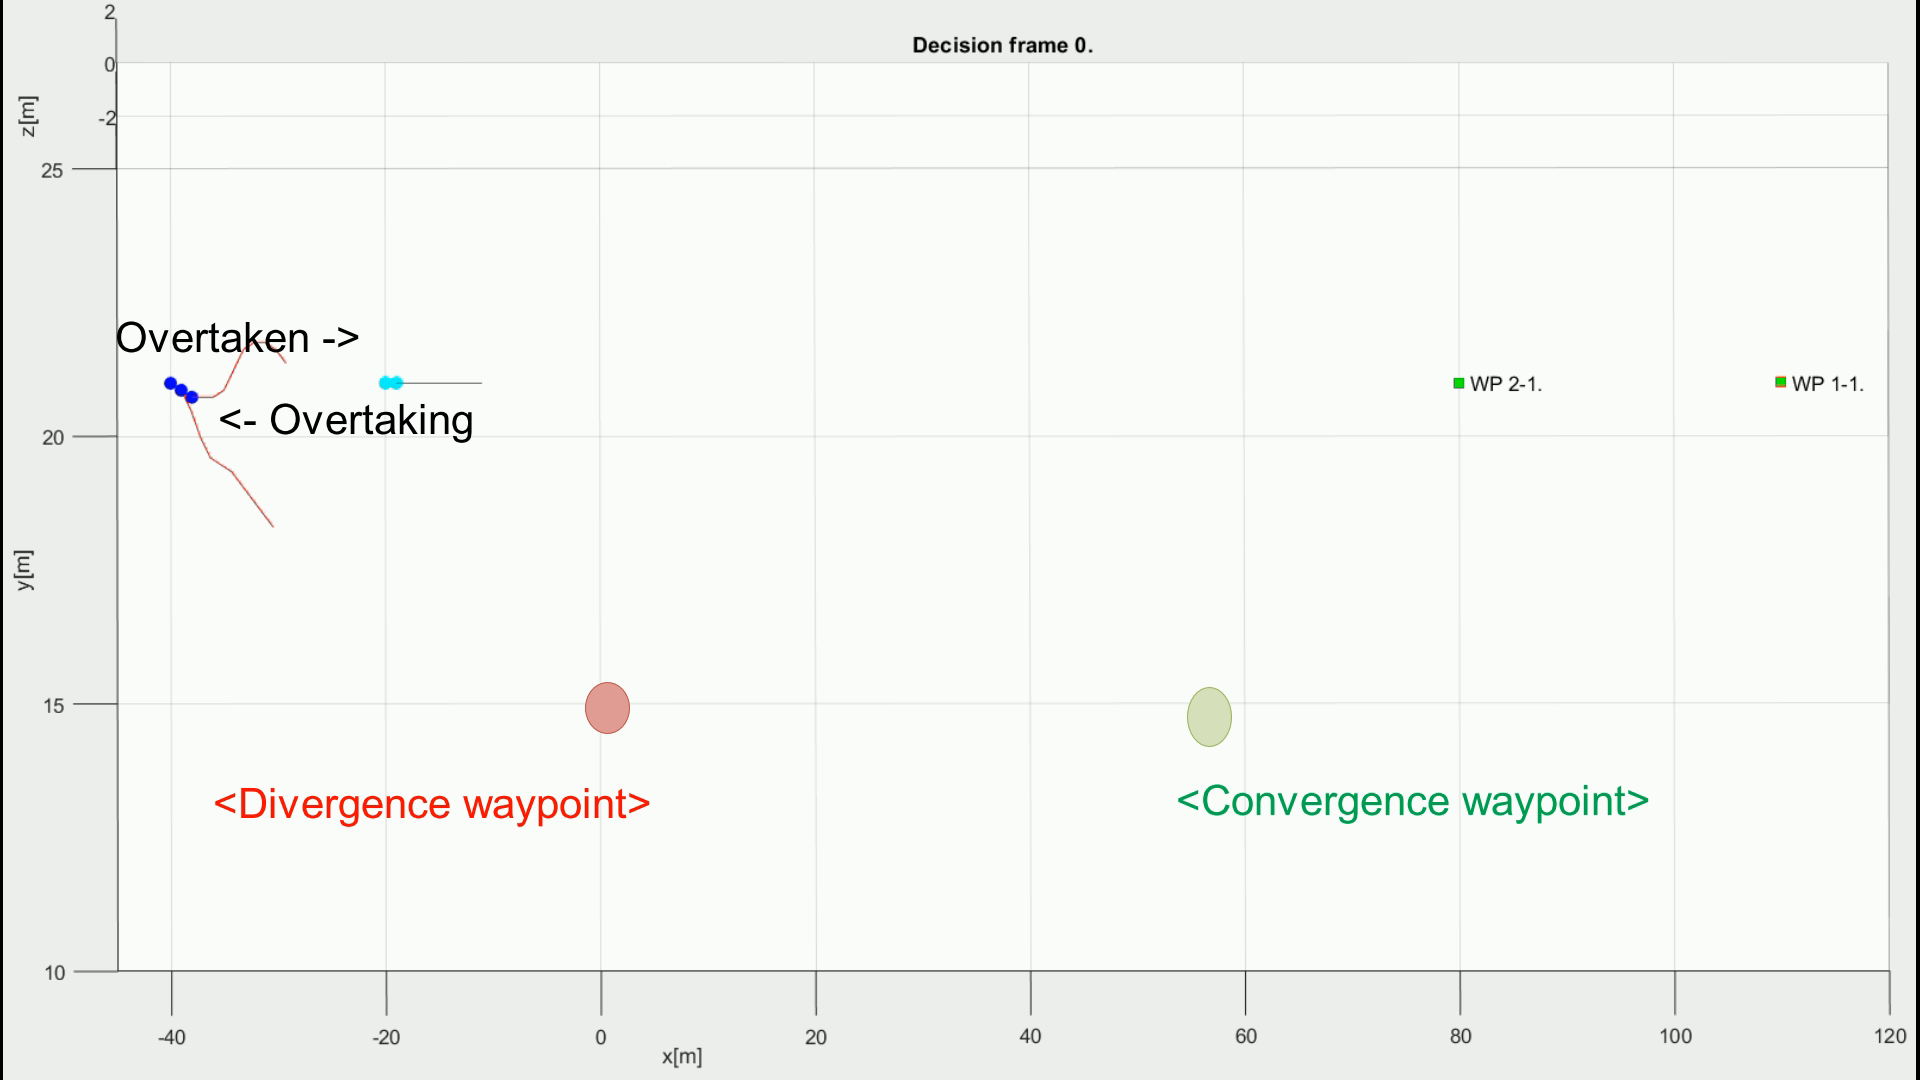 2
Decision frame 0.
0
z[m]
-2
25
Overtaken ->
WP 2-1.
WP 1-1.
<- Overtaking
20
y[m]
15
<Divergence waypoint>
<Convergence waypoint>
10
-40
-20
0
20
40
60
80
100
120
x[m]